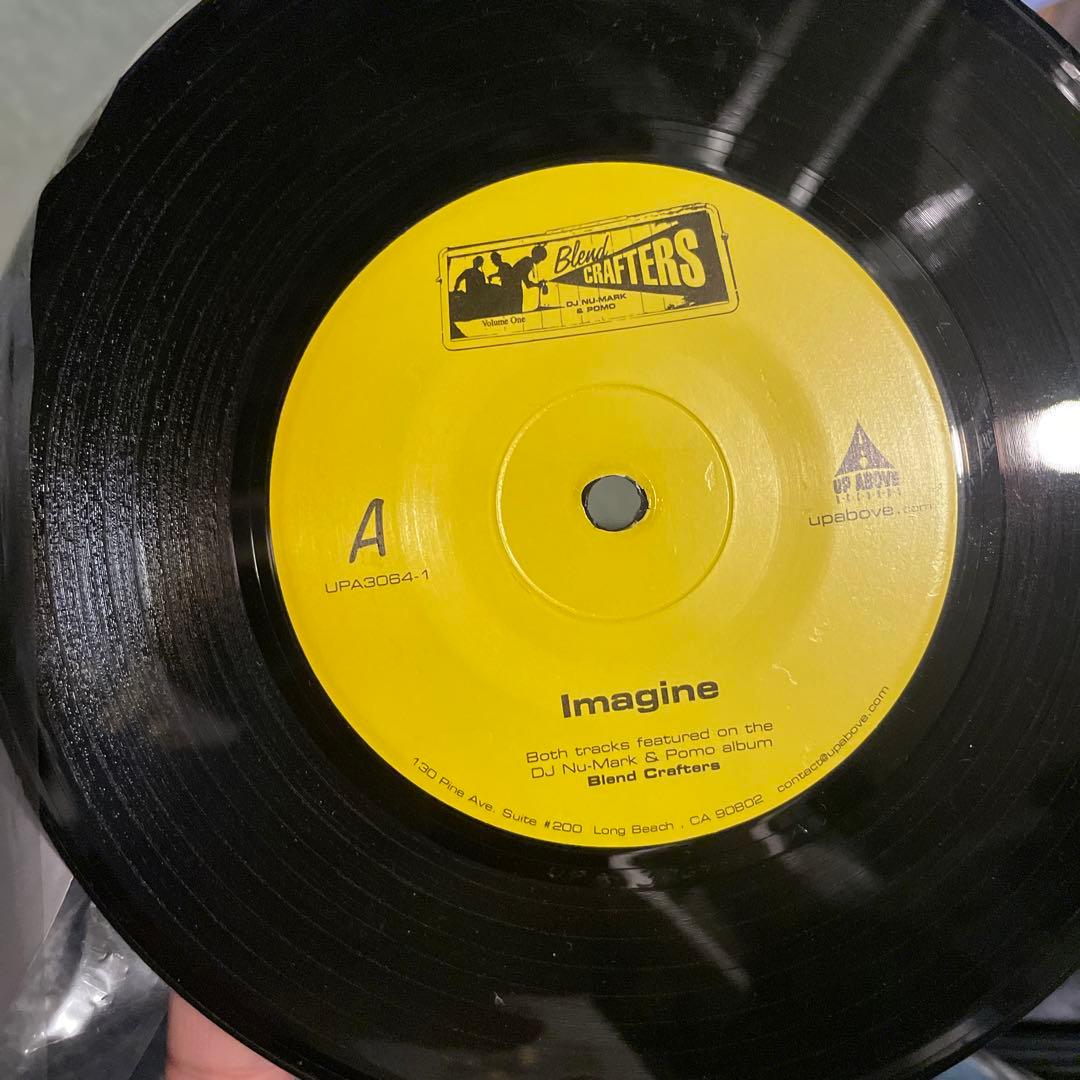 Blend
CRAFTERS
DJ NU-MARK
& POMO
Volume One
UP ABOVE
RECORDS
upabove.com
A
UPA3064-1
Imagine
Both tracks featured on the
DJ Nu-Mark & Pomo album
Blend Crafters
130 Pine Ave. Suite #200 Long Beach , CA 90802 contact@upabove.com